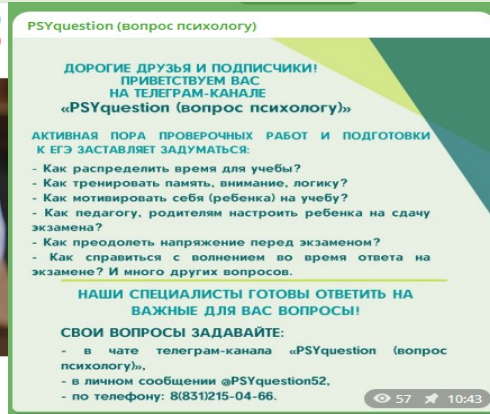 PSYquestion (вопрос психологу)
ДОРОГИЕ ДРУЗЬЯ И ПОДПИСЧИКИ!
ПРИВЕТСТВУЕМ ВАС
НА ТЕЛЕГРАМ-КАНАЛЕ
«PSYquestion (вопрос психологу)»
АКТИВНАЯ ПОРА ПРОВЕРОЧНЫХ РАБОТ И ПОДГОТОВКИ
К ЕГЭ ЗАСТАВЛЯЕТ ЗАДУМАТЬСЯ:
- Как распределить время для учебы?
- Как тренировать память, внимание, логику?
- Как мотивировать себя (ребенка) на учебу?
- Как педагогу, родителям настроить ребенка на сдачу
экзамена?
- Как преодолеть напряжение перед экзаменом?
- Как справиться с волнением во время ответа на
экзамене? И много других вопросов.
НАШИ СПЕЦИАЛИСТЫ ГОТОВЫ ОТВЕТИТЬ НА
ВАЖНЫЕ ДЛЯ ВАС ВОПРОСЫ!
СВОИ ВОПРОСЫ ЗАДАВАЙТЕ:
- в чате телеграм-канала «PSYquestion (вопрос
психологу)»,
- в личном сообщении @PSYquestion52,
- по телефону: 8(831)215-04-66.
57 10:43